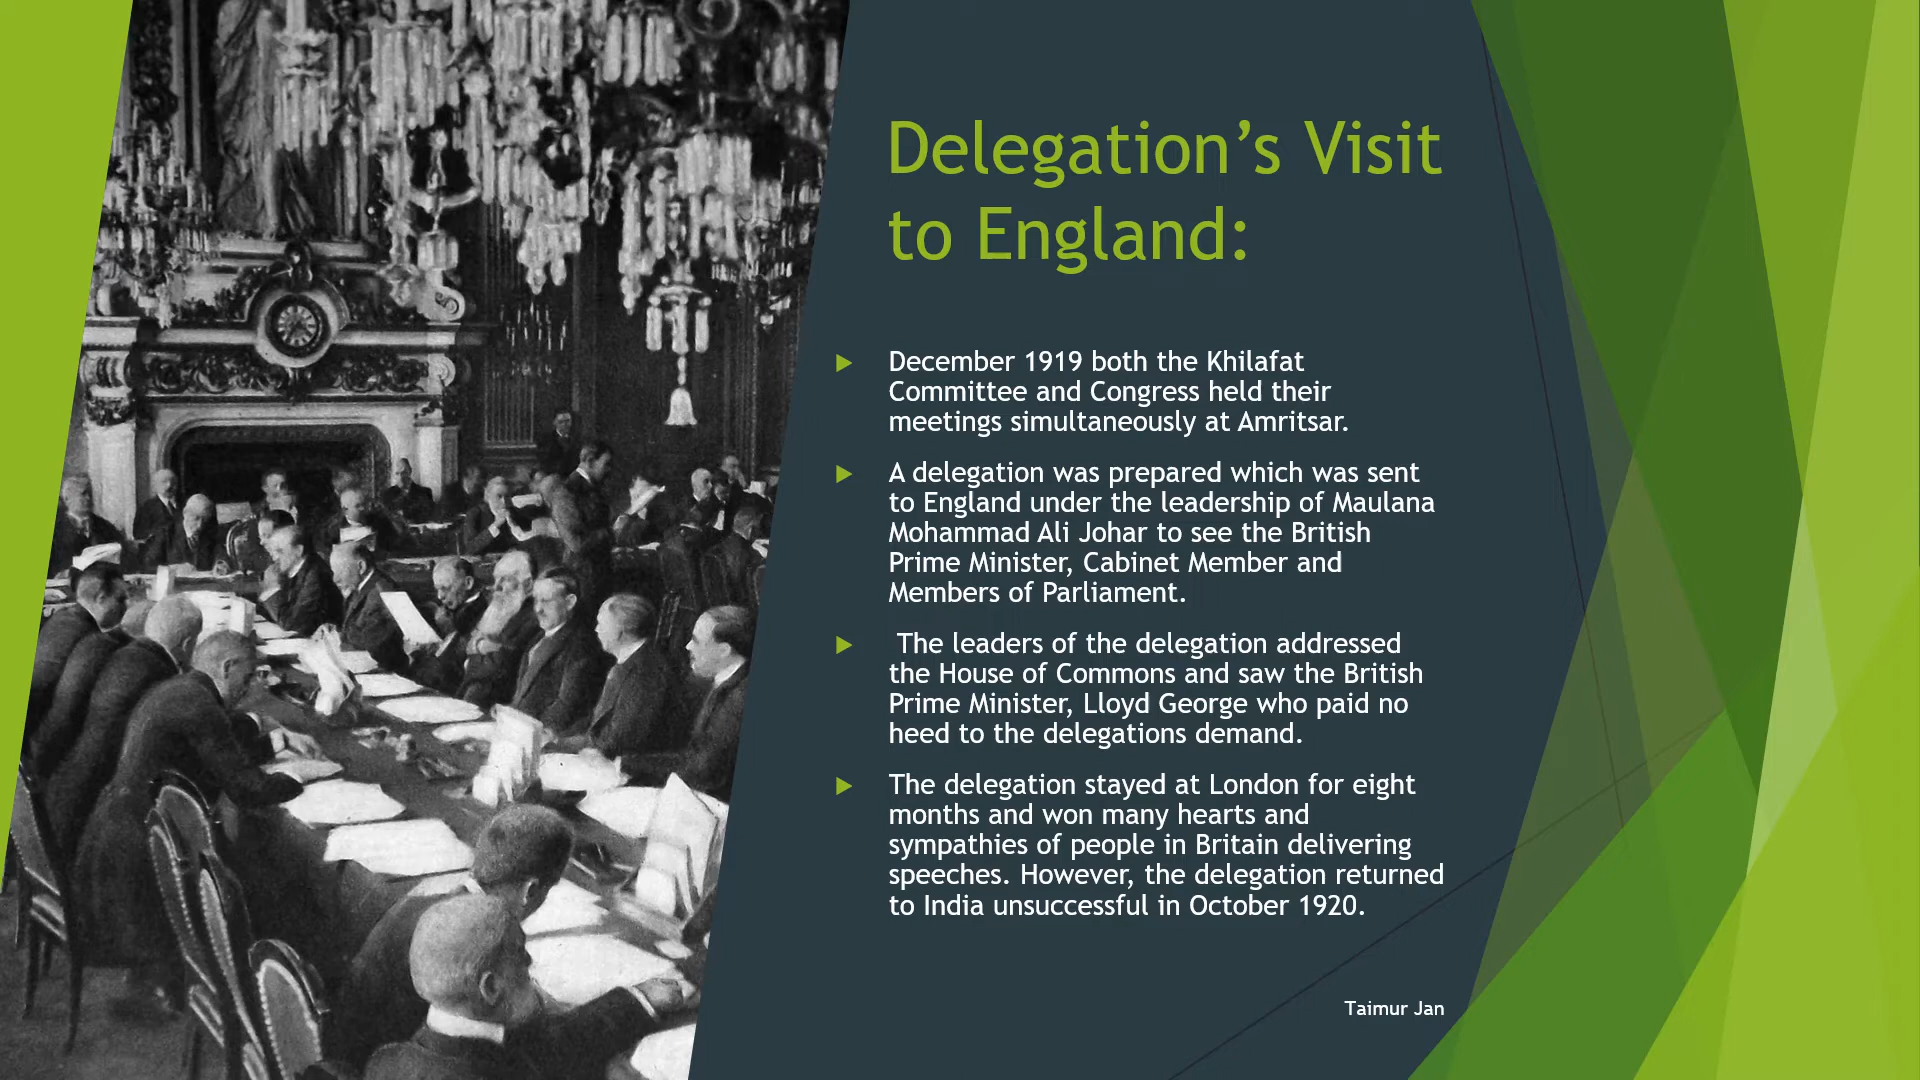 Delegation’s Visit
to England:
December 1919 both the Khilafat
Committee and Congress held their
meetings simultaneously at Amritsar.
A delegation was prepared which was sent
to England under the leadership of Maulana
Mohammad Ali Johar to see the British
Prime Minister, Cabinet Member and
Members of Parliament.
The leaders of the delegation addressed
the House of Commons and saw the British
Prime Minister, Lloyd George who paid no
heed to the delegations demand.
The delegation stayed at London for eight
months and won many hearts and
sympathies of people in Britain delivering
speeches. However, the delegation returned
to India unsuccessful in October 1920.
Taimur Jan